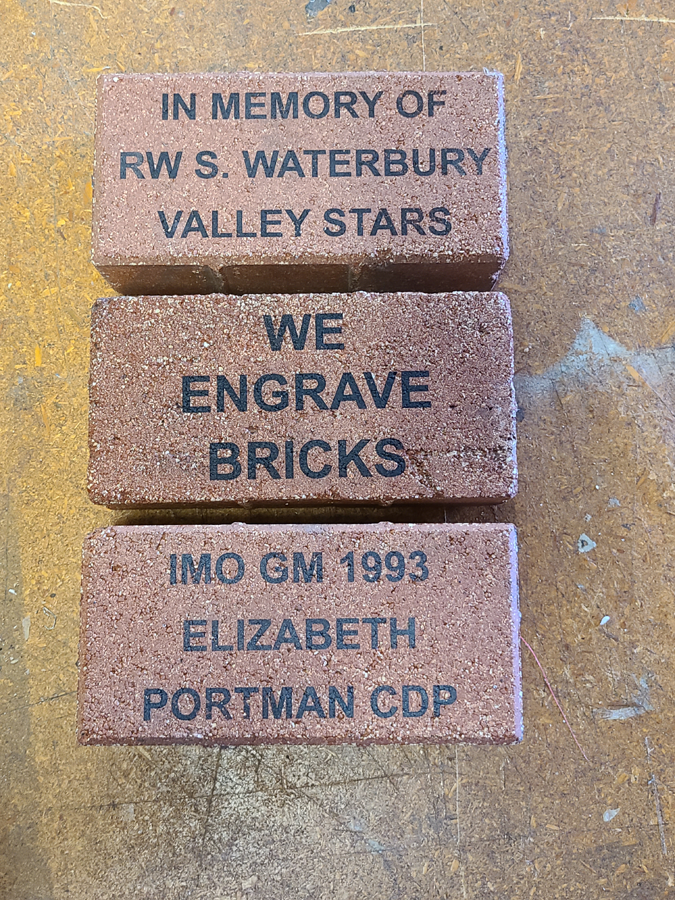 IN MEMORY OF
RW S. WATERBURY
VALLEY STARS
WE
ENGRAVE
BRICKS
IMO GM 1993
ELIZABETH
PORTMAN CDP